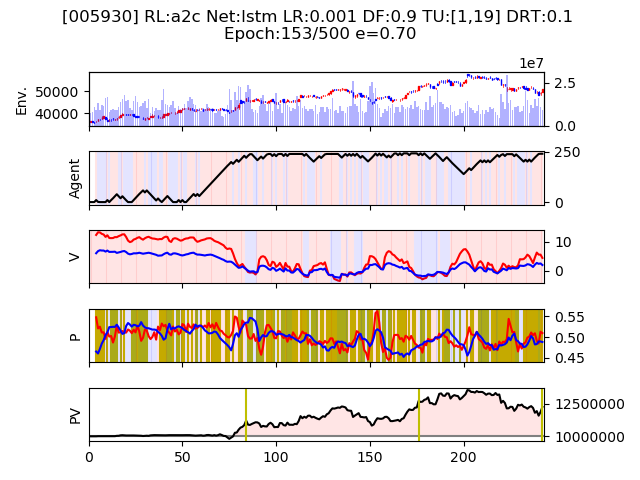 [005930] RL:a2c Net:lstm LR:0.001 DF:0.9 TU:[1,19] DRT:0.1
Epoch:153/500 e=0.70
1e7
Env.
50000
40000
2.5
0.0
Agent
250
0
V
10
0
P
0.55
0.50
0.45
PV
12500000
10000000
0 50 100 150 200